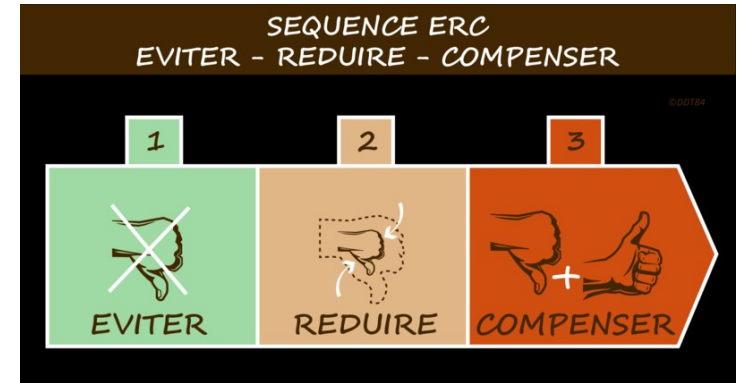 SEQUENCE ERC
EVITER - REDUIRE - COMPENSER
©DDT84
1
2
3
EVITER
REDUIRE
COMPENSER